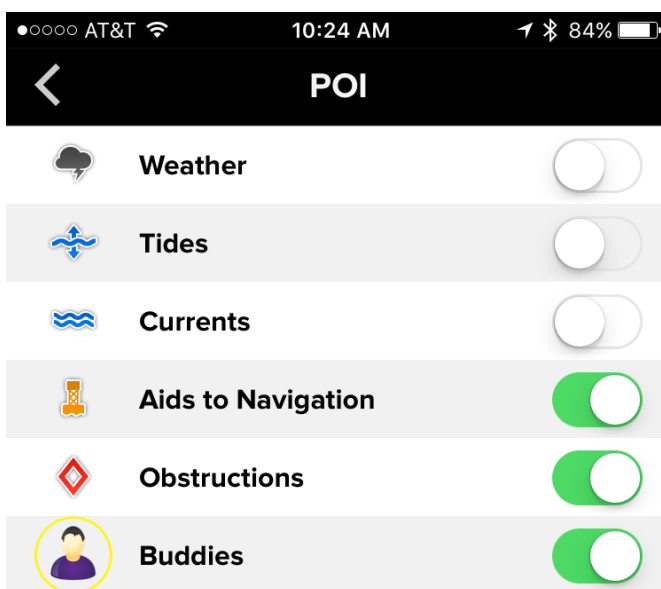 AT&T 10:24 AM 84%
POI
Weather
Tides
Currents
Aids to Navigation
Obstructions
Buddies